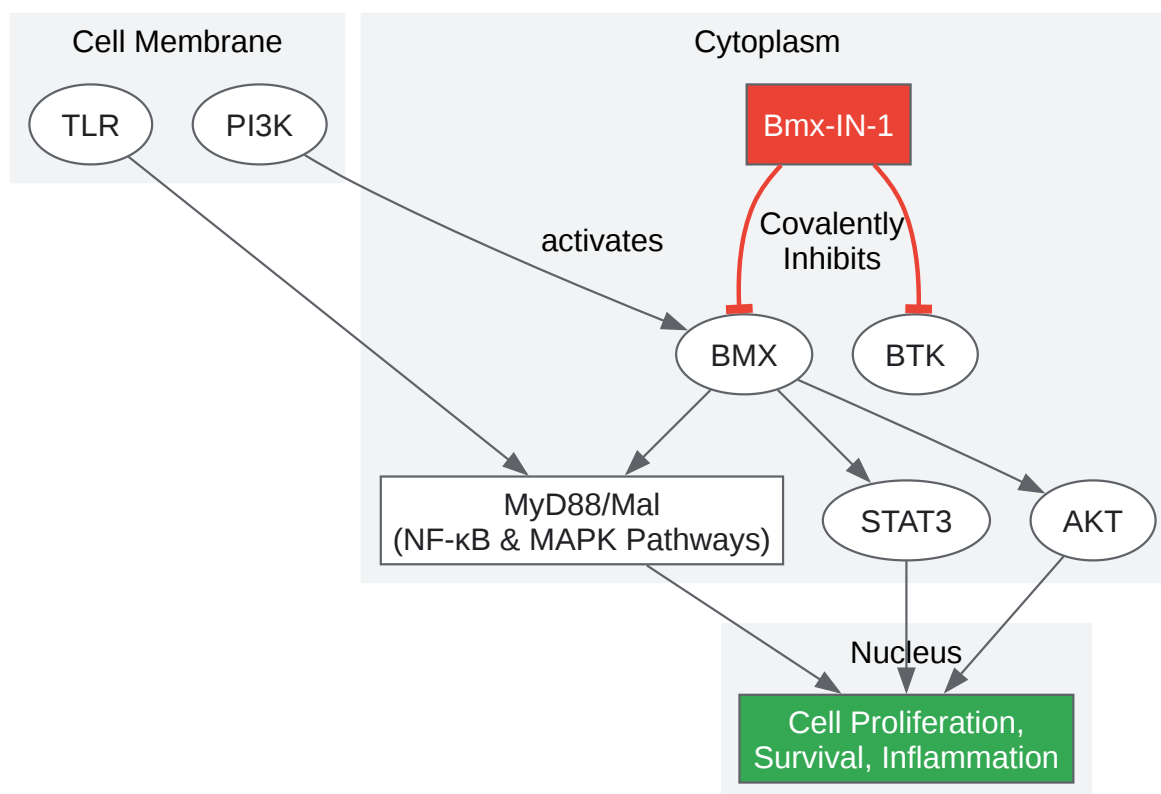 Cell Membrane
Cytoplasm
TLR
PI3K
Bmx-IN-1
activates
Covalently
Inhibits
BMX
BTK
MyD88/Mal
(NF-κB & MAPK Pathways)
STAT3
AKT
Nucleus
Cell Proliferation,
Survival, Inflammation